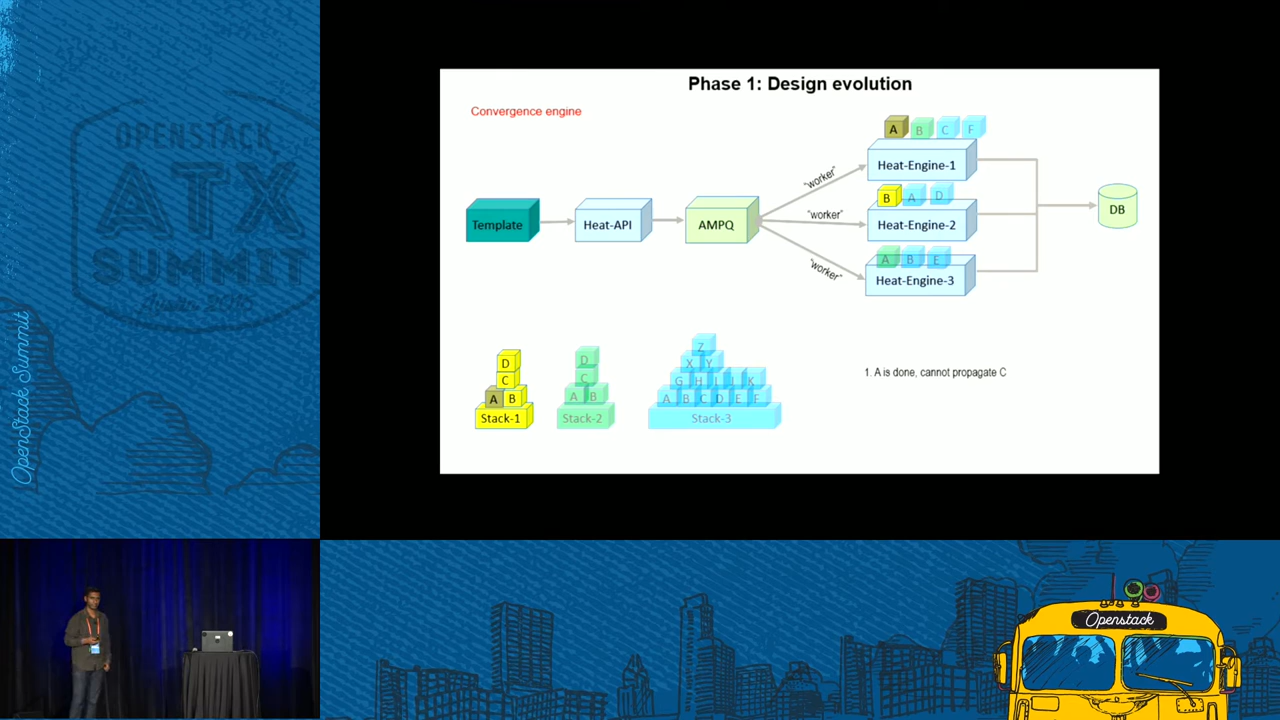 OPENSTACK
ATX
SUMMIT
Austin
OpenStack Summit
Phase 1: Design evolution
Convergence engine
A B C F
Heat-Engine-1
"worker"
B A D
Template
Heat-API
AMPQ
"worker"
Heat-Engine-2
DB
A B E
"worker"
Heat-Engine-3
D
C
A B
Stack-1
D
C
A B
Stack-2
Z
X Y
G H I J K
A B C D E F
Stack-3
1. A is done, cannot propagate C
Openstack